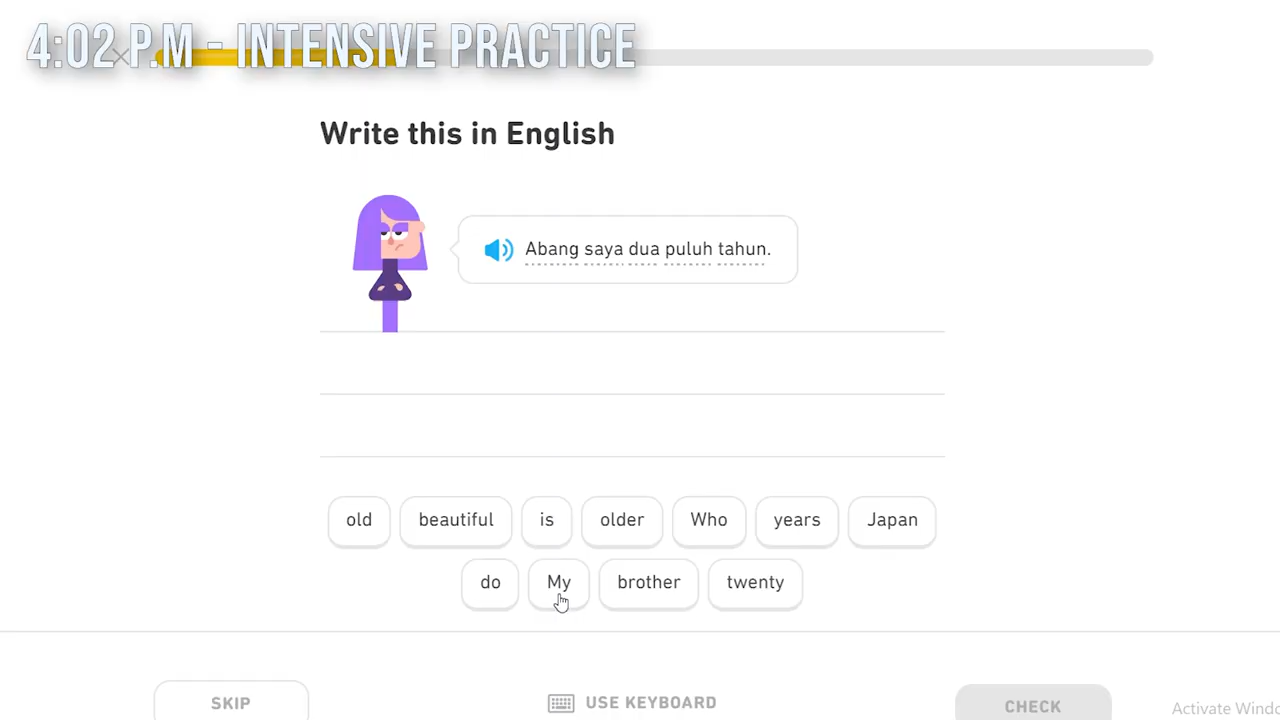 4:02 P.M - INTENSIVE PRACTICE
Write this in English
Abang saya dua puluh tahun.
old beautiful is older Who years Japan
do My brother twenty
SKIP USE KEYBOARD CHECK
Activate